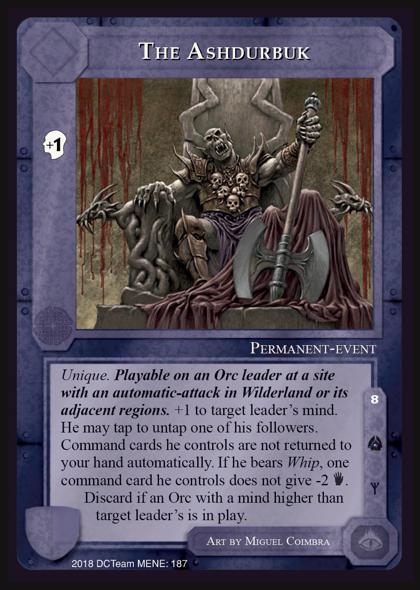 The Ashdurbuk
+1
Permanent-event
Unique. Playable on an Orc leader at a site
with an automatic-attack in Wilderland or its
adjacent regions. +1 to target leader's mind.
He may tap to untap one of his followers.
Command cards he controls are not returned to
your hand automatically. If he bears Whip, one
command card he controls does not give -2 .
Discard if an Orc with a mind higher than
target leader's is in play.
8
Art by Miguel Coimbra
2018 DCTeam MENE: 187